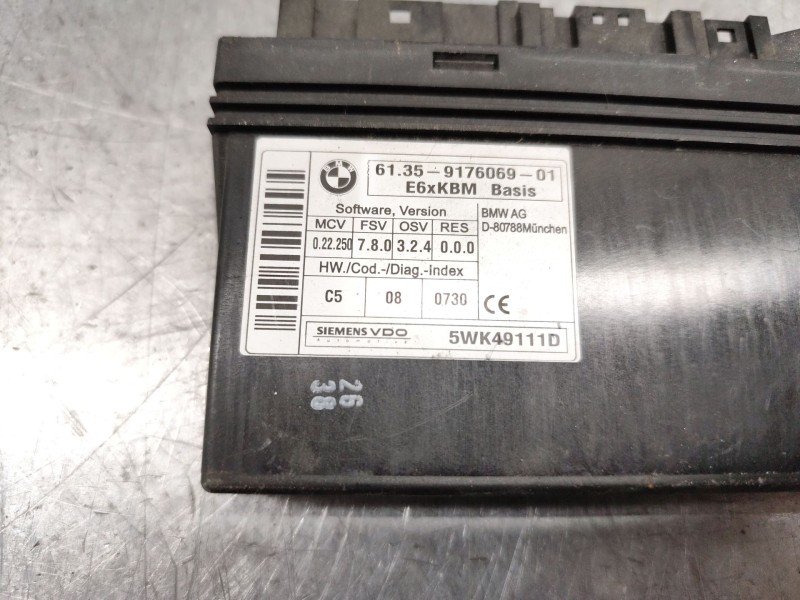 BMW
61.35 – 9176069 – 01
E6xKBM Basis
Software, Version
MCV FSV OSV RES
0.22.250 7.8.0 3.2.4 0.0.0
HW./Cod.-/Diag.-Index
C5 08 0730
BMW AG
D-80788München
CE
SIEMENS VDO
Automotive
5WK49111D
26
38